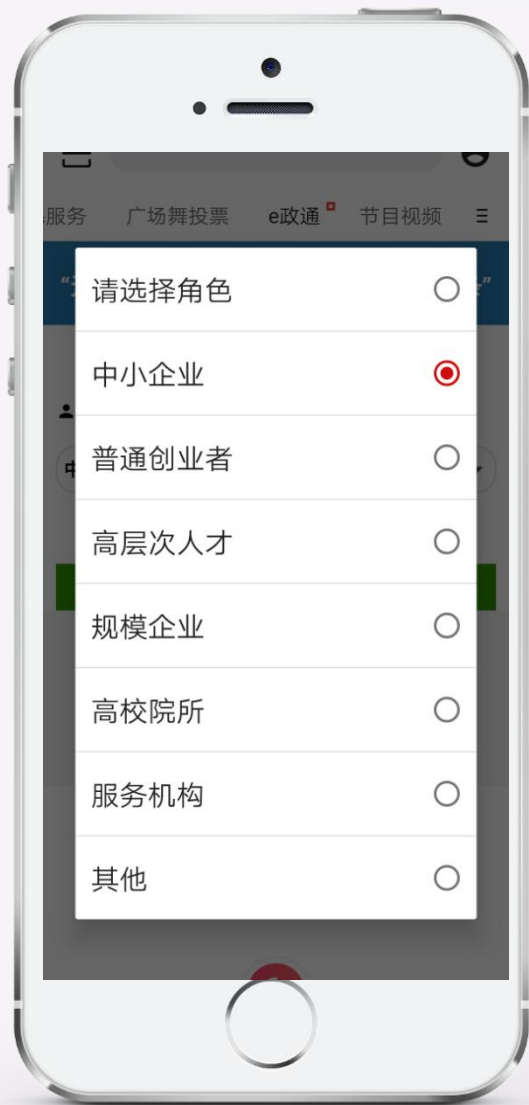 服务 广场舞投票 e政通 节目视频
请选择角色
中小企业
普通创业者
高层次人才
规模企业
高校院所
服务机构
其他